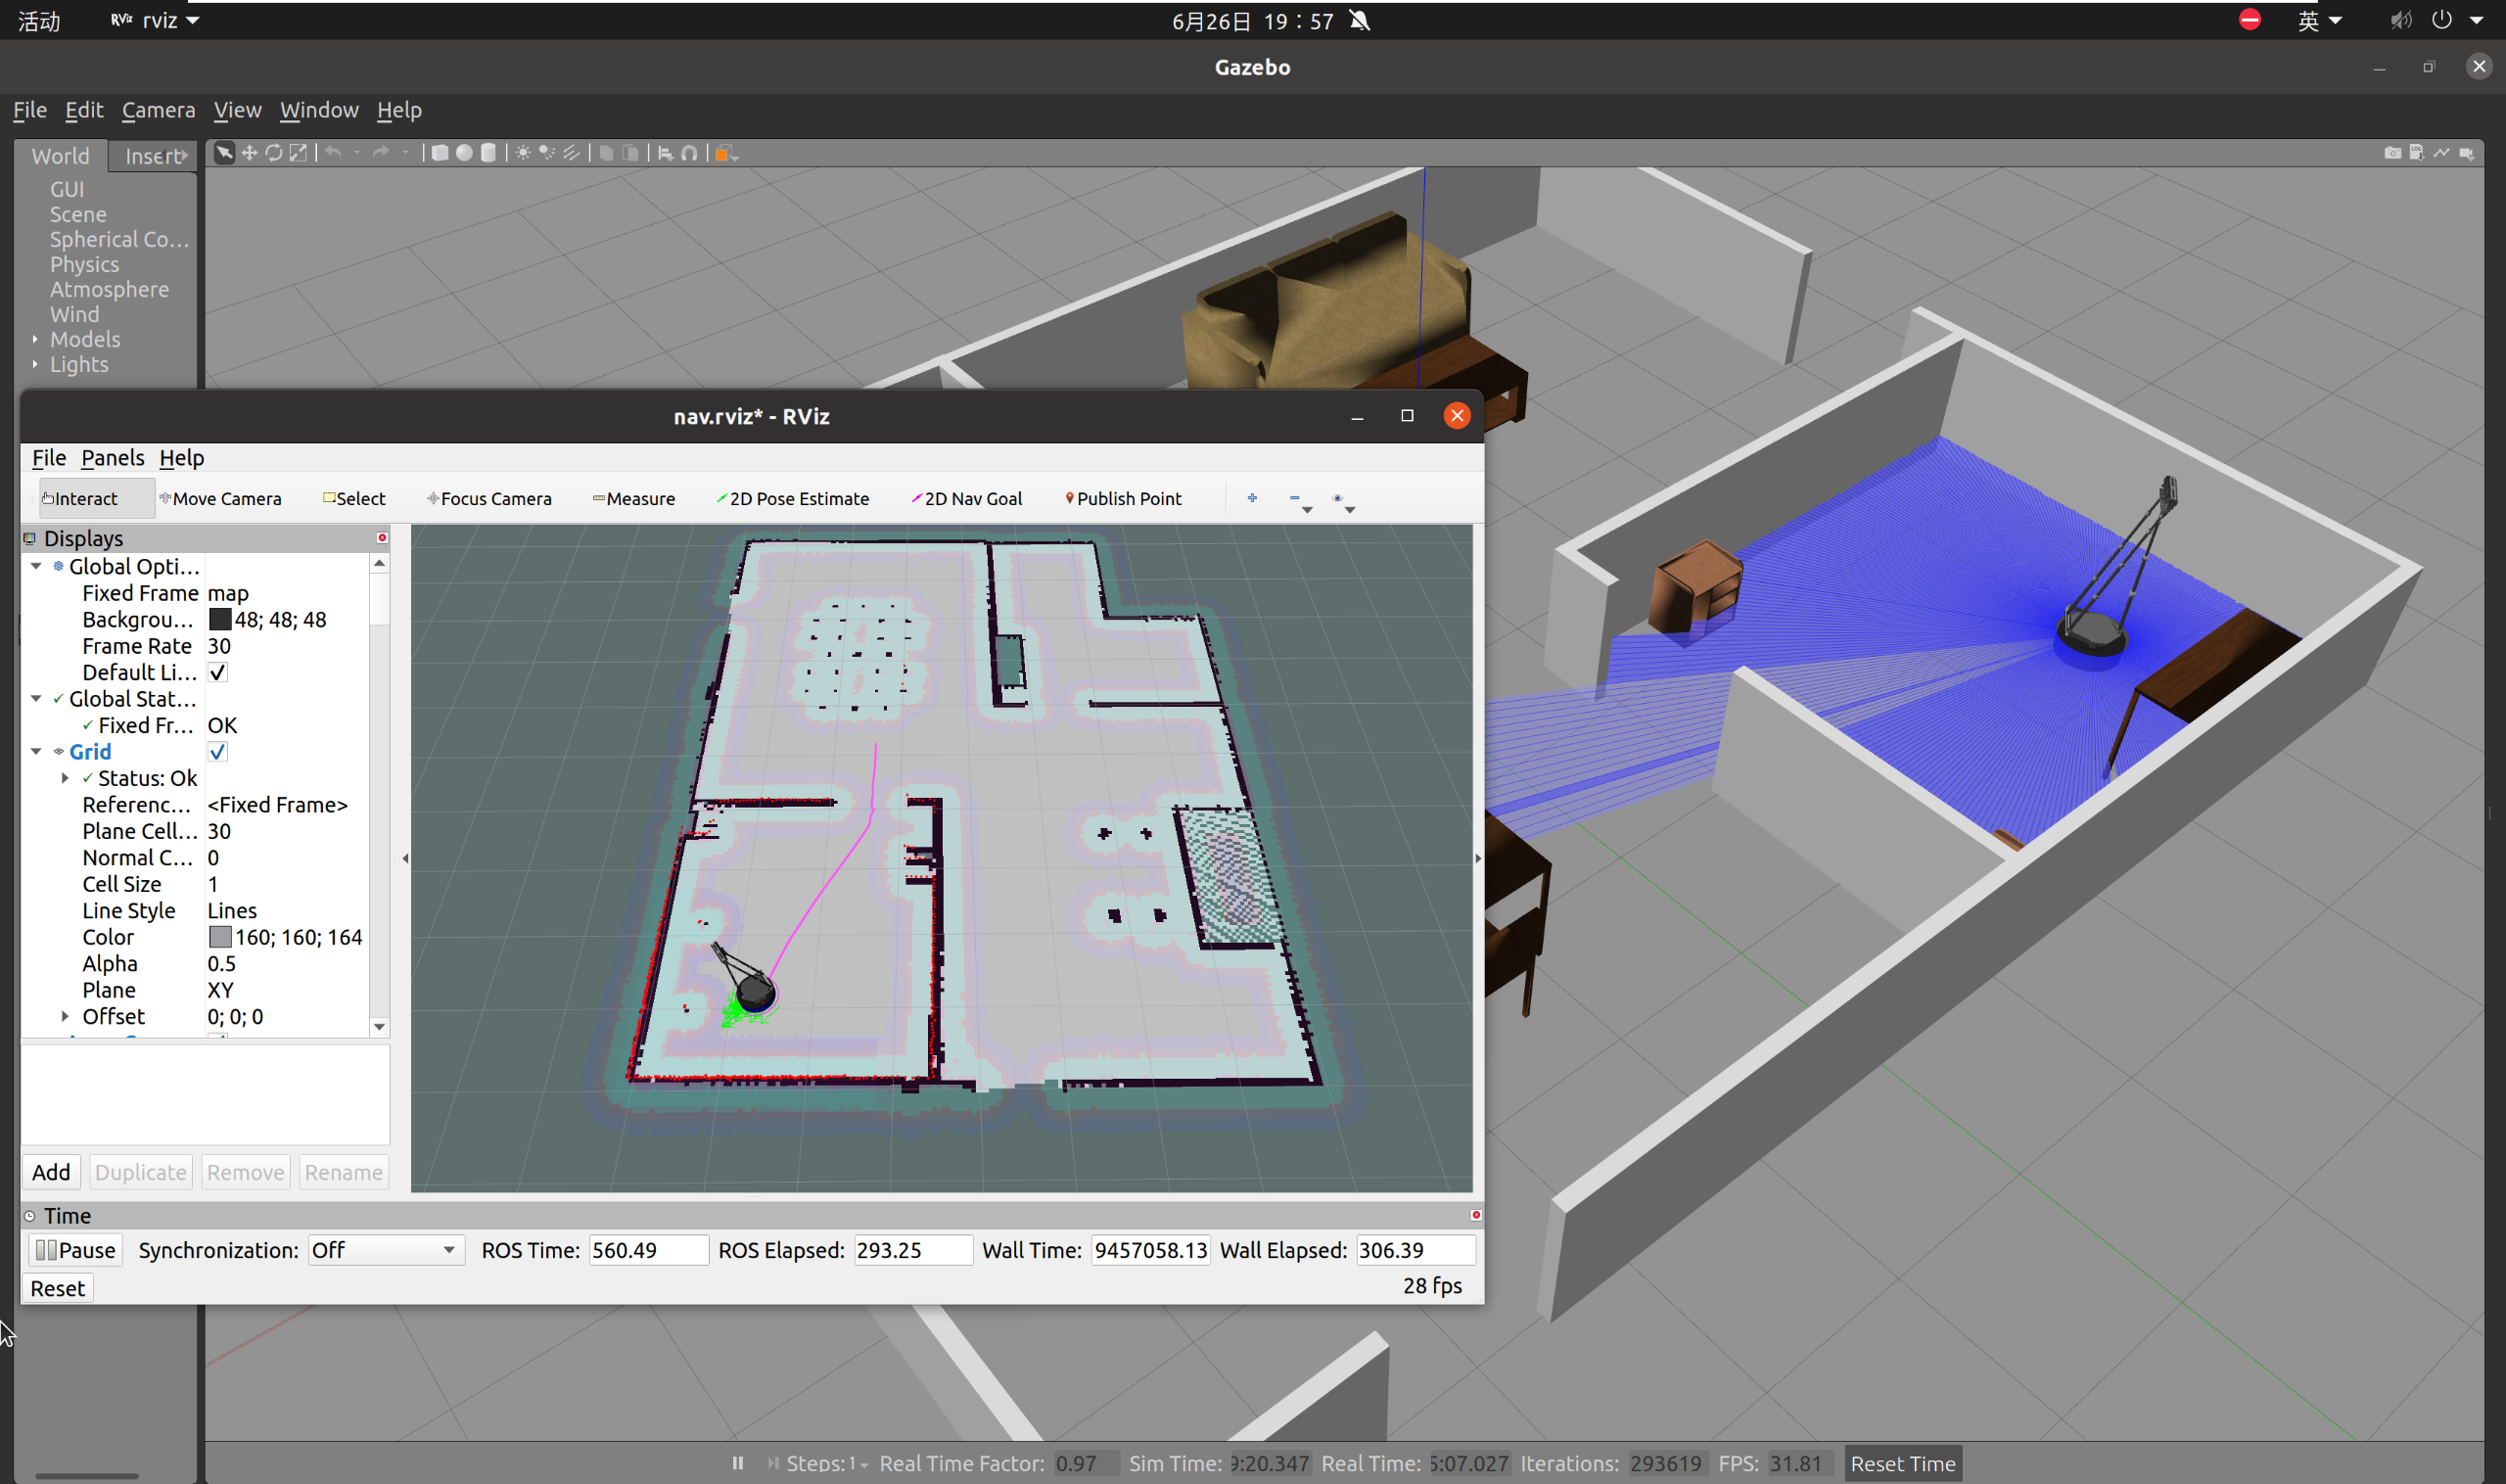 活动 rviz 6月26日 19：57 英
Gazebo
File Edit Camera View Window Help
World Insert
GUI
Scene
Spherical Co...
Physics
Atmosphere
Wind
Models
Lights
nav.rviz* - RViz
File Panels Help
Interact Move Camera Select Focus Camera Measure 2D Pose Estimate 2D Nav Goal Publish Point
Displays
Global Opti...
Fixed Frame map
Backgrou... 48; 48; 48
Frame Rate 30
Default Li...
Global Stat...
Fixed Fr... OK
Grid
Status: Ok
Referenc... <Fixed Frame>
Plane Cell... 30
Normal C... 0
Cell Size 1
Line Style Lines
Color 160; 160; 164
Alpha 0.5
Plane XY
Offset 0; 0; 0
Add Duplicate Remove Rename
Time
Pause Synchronization: Off ROS Time: 560.49 ROS Elapsed: 293.25 Wall Time: 9457058.13 Wall Elapsed: 306.39
Reset 28 fps
Steps: 1 Real Time Factor: 0.97 Sim Time: 9:20.347 Real Time: 5:07.027 Iterations: 293619 FPS: 31.81 Reset Time